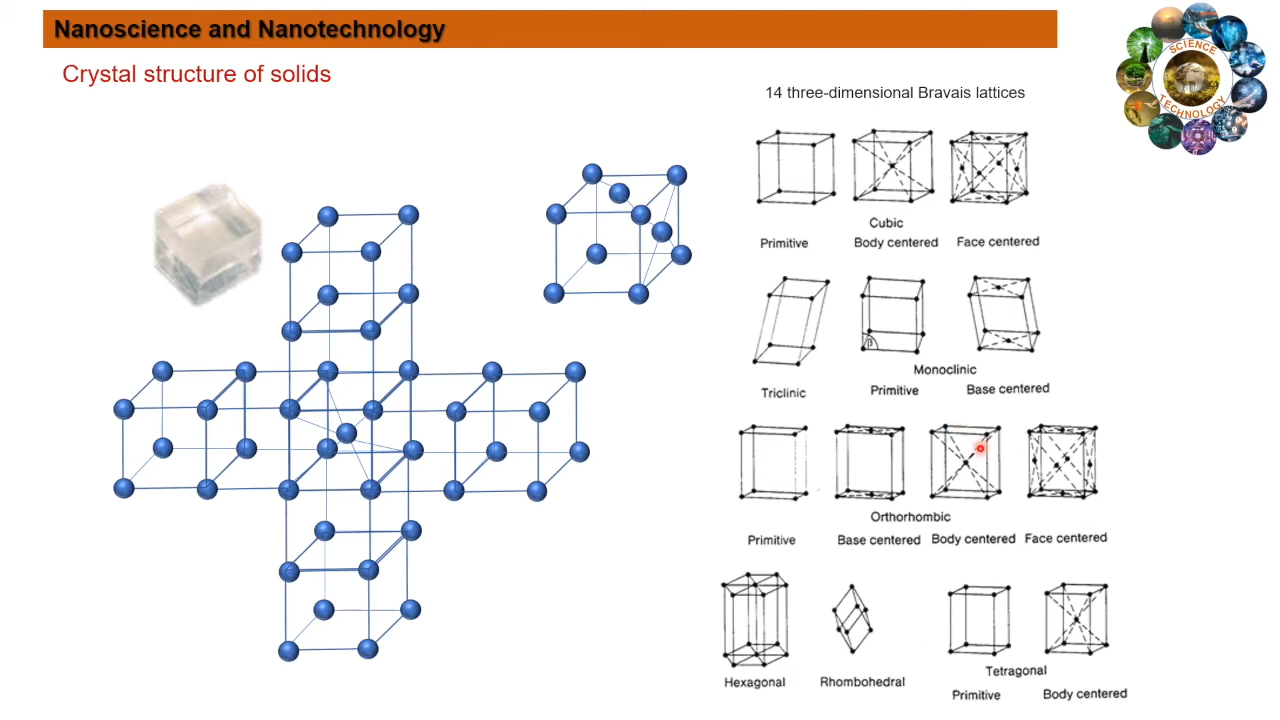 Nanoscience and Nanotechnology
SCIENCE
TECHNOLOGY
Crystal structure of solids
14 three-dimensional Bravais lattices
Cubic
Primitive Body centered Face centered
β
Monoclinic
Triclinic Primitive Base centered
Orthorhombic
Primitive Base centered Body centered Face centered
Hexagonal Rhombohedral
Tetragonal
Primitive Body centered